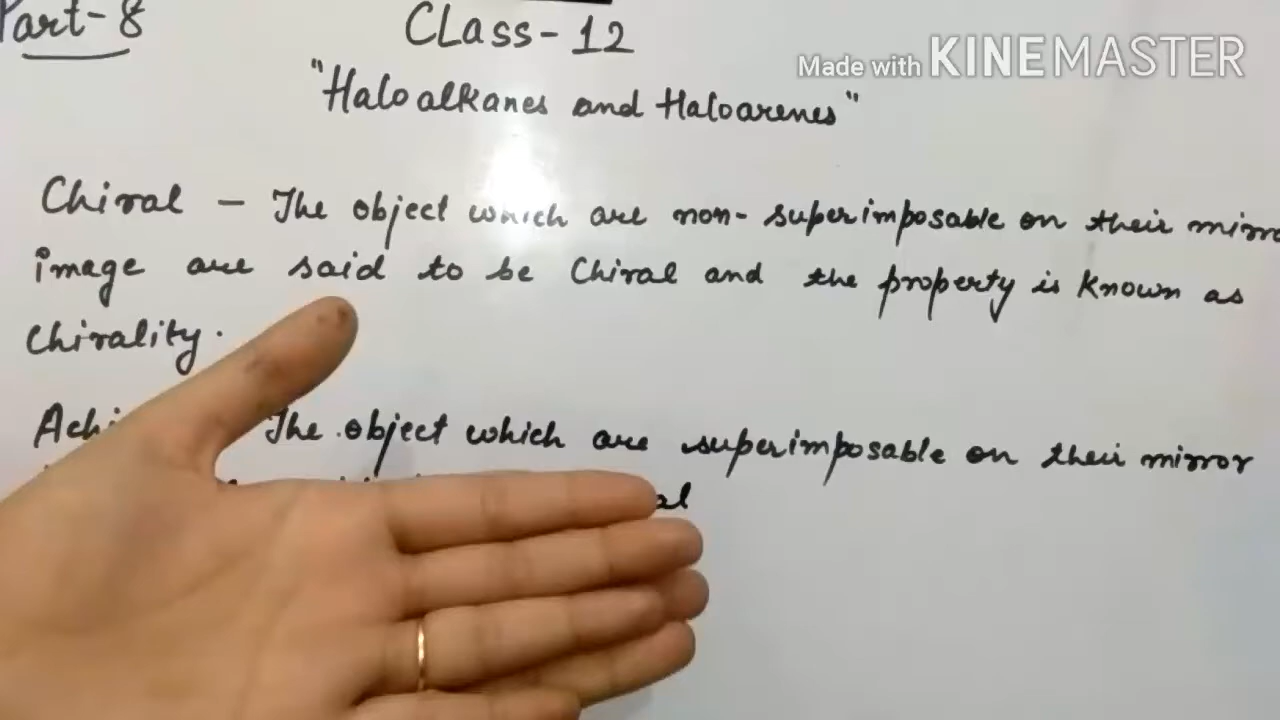 Part-8
CLass-12
Made with KINEMASTER
"Haloalkanes and Haloarenes"
Chiral - The object which are non-superimposable on their
image are said to be Chiral and the property is known as
Chirality.
The object which are superimposable on their mirror